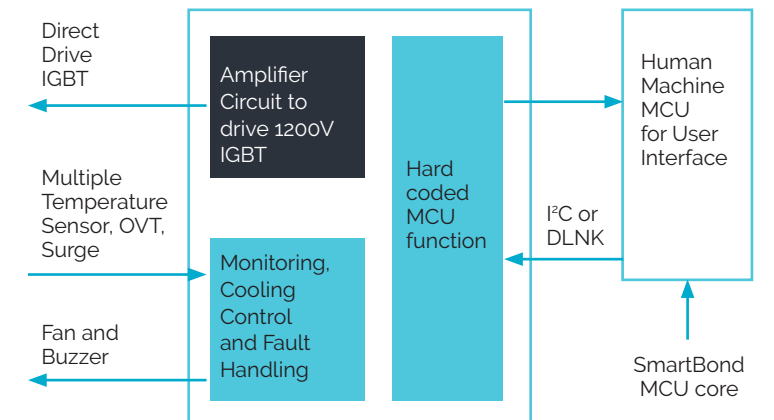 Direct
Drive
IGBT
Multiple
Temperature
Sensor, OVT,
Surge
Fan and
Buzzer
Amplifier
Circuit to
drive 1200V
IGBT
Monitoring,
Cooling
Control
and Fault
Handling
Hard
coded
MCU
function
I²C or
DLNK
Human
Machine
MCU
for User
Interface
SmartBond
MCU core